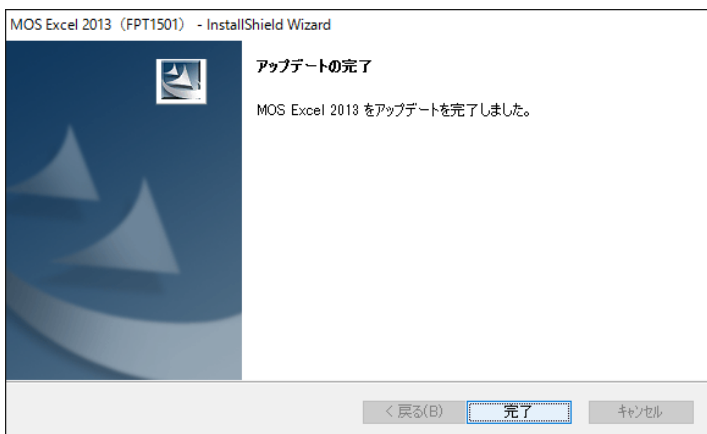 MOS Excel 2013（FPT1501） - InstallShield Wizard
アップデートの完了
MOS Excel 2013 をアップデートを完了しました。
< 戻る(B) 完了 キャンセル